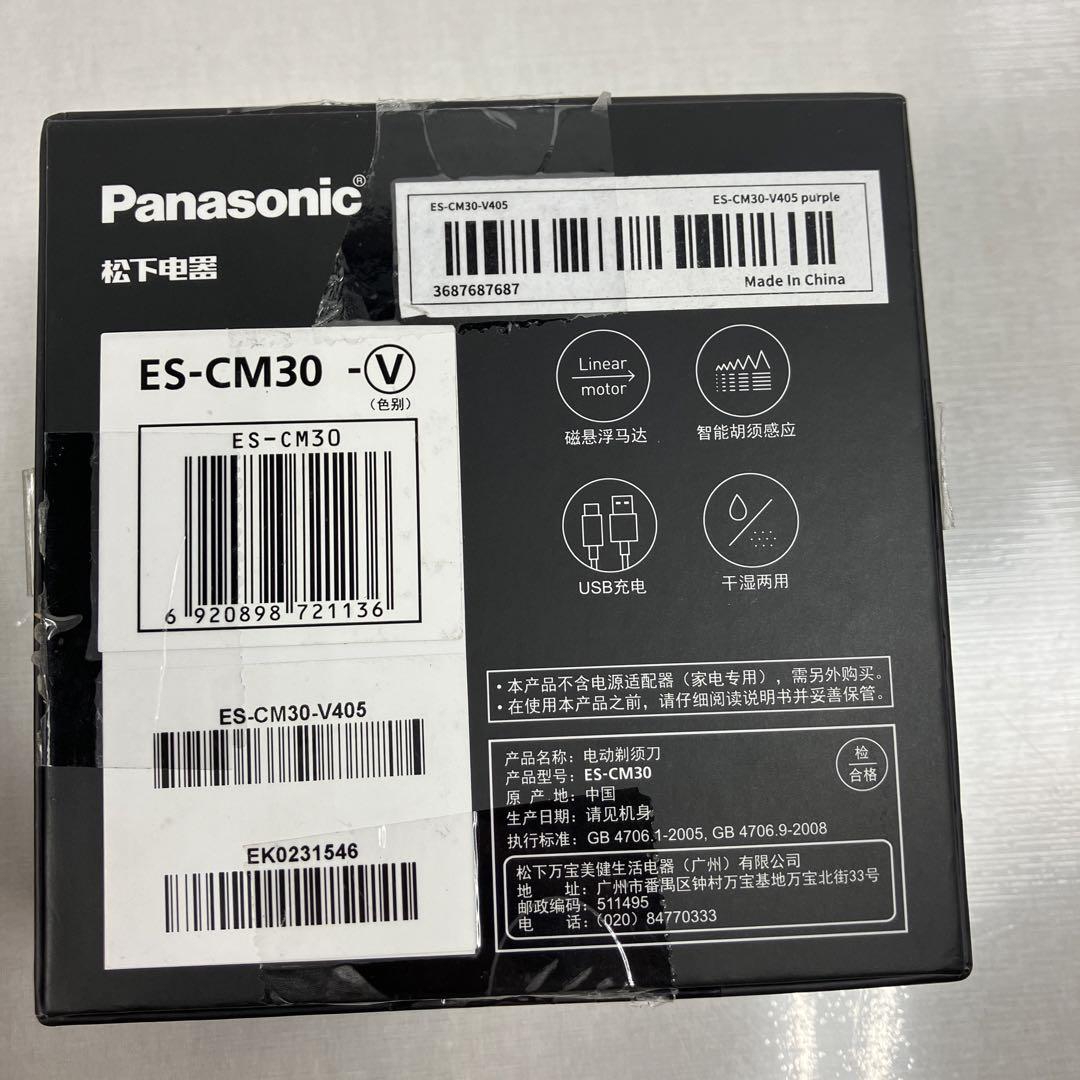 Panasonic®
松下电器
ES-CM30-V405
ES-CM30-V405 purple
3687687687
Made In China
ES-CM30 -Ⓥ
(色别)
ES-CM30
6 920898 721136
ES-CM30-V405
EK0231546
Linear
motor
磁悬浮马达
智能胡须感应
USB充电
干湿两用
• 本产品不含电源适配器（家电专用），需另外购买。
• 在使用本产品之前，请仔细阅读说明书并妥善保管。
产品名称：电动剃须刀
产品型号：ES-CM30
原 产 地：中国
生产日期：请见机身
执行标准：GB 4706.1-2005, GB 4706.9-2008
检
合格
松下万宝美健生活电器（广州）有限公司
地 址：广州市番禺区钟村万宝基地万宝北街33号
邮政编码：511495
电 话：（020）84770333